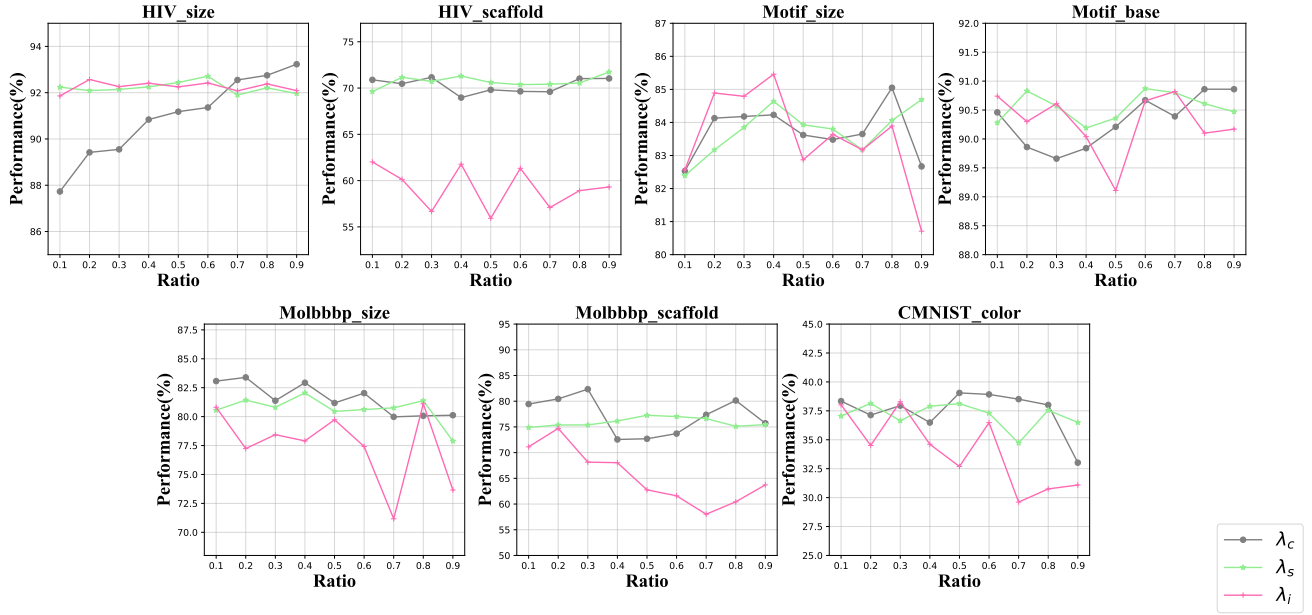 HIV_size
Performance(%)
94
92
90
88
86
0.1 0.2 0.3 0.4 0.5 0.6 0.7 0.8 0.9
Ratio
HIV_scaffold
Performance(%)
75
70
65
60
55
0.1 0.2 0.3 0.4 0.5 0.6 0.7 0.8 0.9
Ratio
Motif_size
Performance(%)
87
86
85
84
83
82
81
80
0.1 0.2 0.3 0.4 0.5 0.6 0.7 0.8 0.9
Ratio
Motif_base
Performance(%)
92.0
91.5
91.0
90.5
90.0
89.5
89.0
88.5
88.0
0.1 0.2 0.3 0.4 0.5 0.6 0.7 0.8 0.9
Ratio
Molbbbp_size
Performance(%)
87.5
85.0
82.5
80.0
77.5
75.0
72.5
70.0
0.1 0.2 0.3 0.4 0.5 0.6 0.7 0.8 0.9
Ratio
Molbbbp_scaffold
Performance(%)
95
90
85
80
75
70
65
60
55
50
0.1 0.2 0.3 0.4 0.5 0.6 0.7 0.8 0.9
Ratio
CMNIST_color
Performance(%)
45.0
42.5
40.0
37.5
35.0
32.5
30.0
27.5
25.0
0.1 0.2 0.3 0.4 0.5 0.6 0.7 0.8 0.9
Ratio
λc
λs
λi